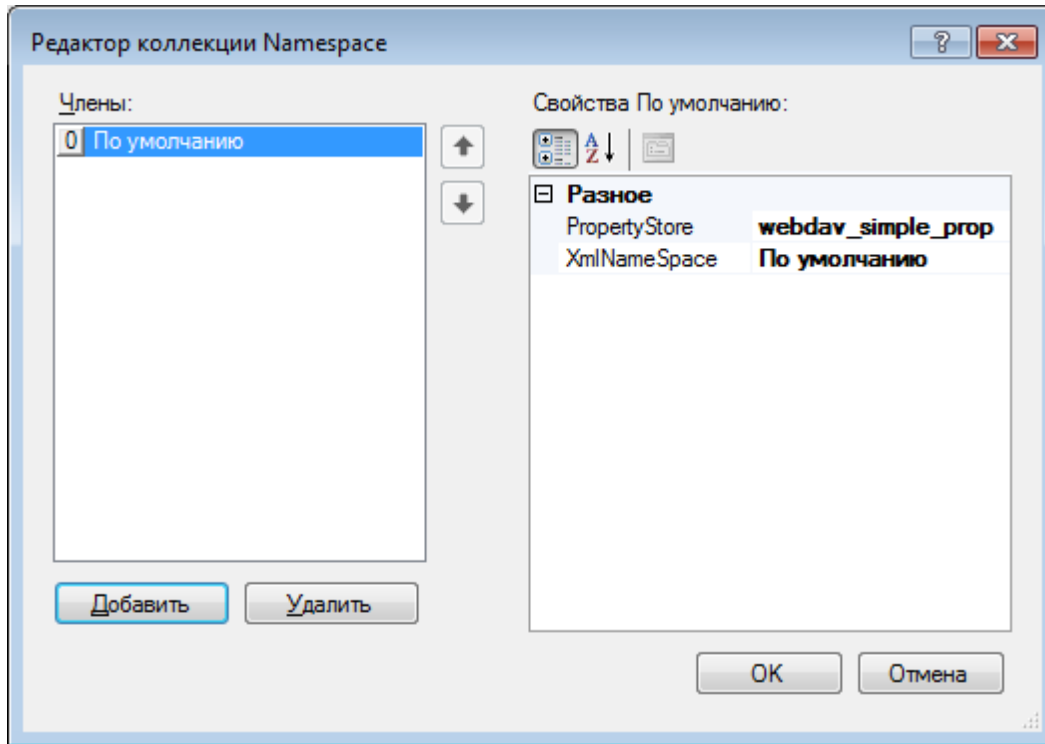 Редактор коллекции Namespace
Члены:
0 По умолчанию
Добавить
Удалить
Свойства По умолчанию:
A
Z
Разное
PropertyStore webdav_simple_prop
XmlNameSpace По умолчанию
OK
Отмена